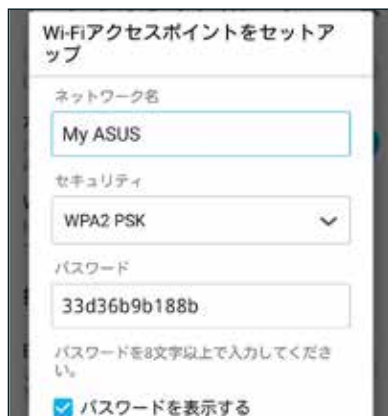 Wi-Fiアクセスポイントをセットア
ップ
ネットワーク名
My ASUS
セキュリティ
WPA2 PSK
パスワード
33d36b9b188b
パスワードを8文字以上で入力してくださ
い。
パスワードを表示する